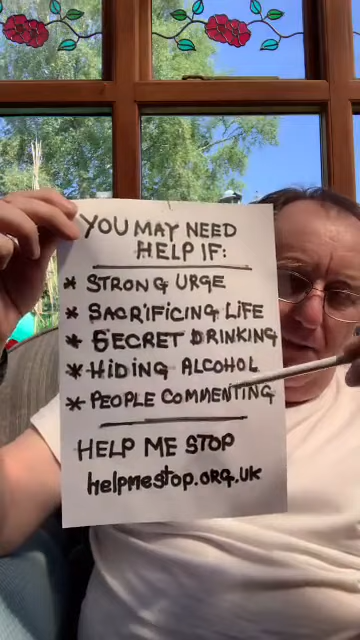 YOU MAY NEED
HELP IF:
* STRONG URGE
* SACRIFICING LIFE
* SECRET DRINKING
* HIDING ALCOHOL
* PEOPLE COMMENTING
HELP ME STOP
helpmestop.org.uk